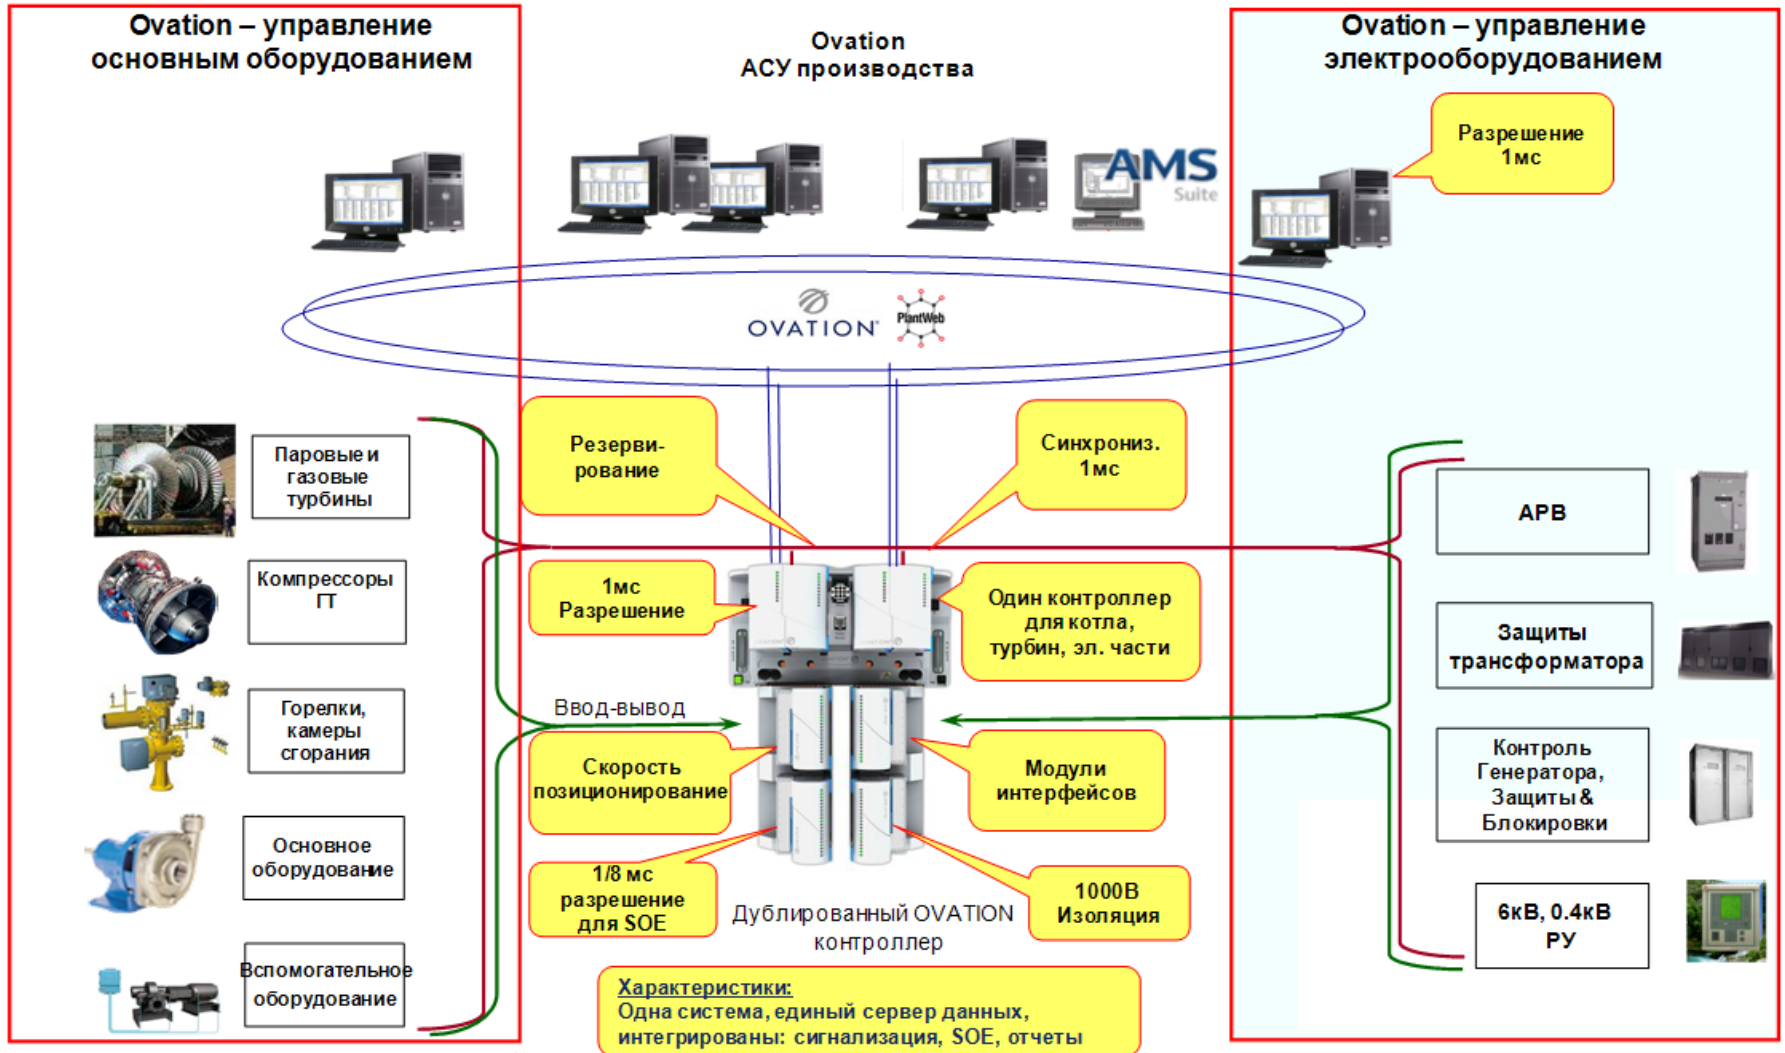 Ovation – управление
основным оборудованием
Ovation
АСУ производства
Ovation – управление
электрооборудованием
Разрешение
1мс
AMS
Suite
OVATION
PlantWeb
Паровые и
газовые
турбины
Компрессоры
ГТ
Горелки,
камеры
сгорания
Основное
оборудование
Вспомогательное
оборудование
Резерви-
рование
Синхрониз.
1мс
1мс
Разрешение
Один контроллер
для котла,
турбин, эл. части
Ввод-вывод
Скорость
позиционирование
Модули
интерфейсов
1/8 мс
разрешение
для SOE
1000В
Изоляция
Дублированный OVATION
контроллер
Характеристики:
Одна система, единый сервер данных,
интегрированы: сигнализация, SOE, отчеты
АРВ
Защиты
трансформатора
Контроль
Генератора,
Защиты &
Блокировки
6кВ, 0.4кВ
РУ